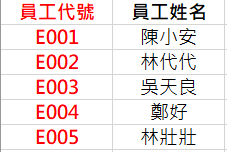 員工代號 員工姓名
E001 陳小安
E002 林代代
E003 吳天良
E004 鄭好
E005 林壯壯